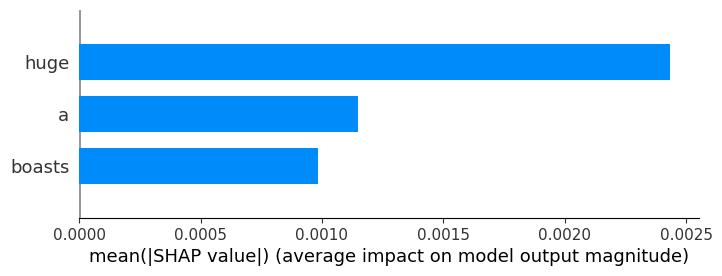 huge
a
boasts
0.0000 0.0005 0.0010 0.0015 0.0020 0.0025
mean(|SHAP value|) (average impact on model output magnitude)